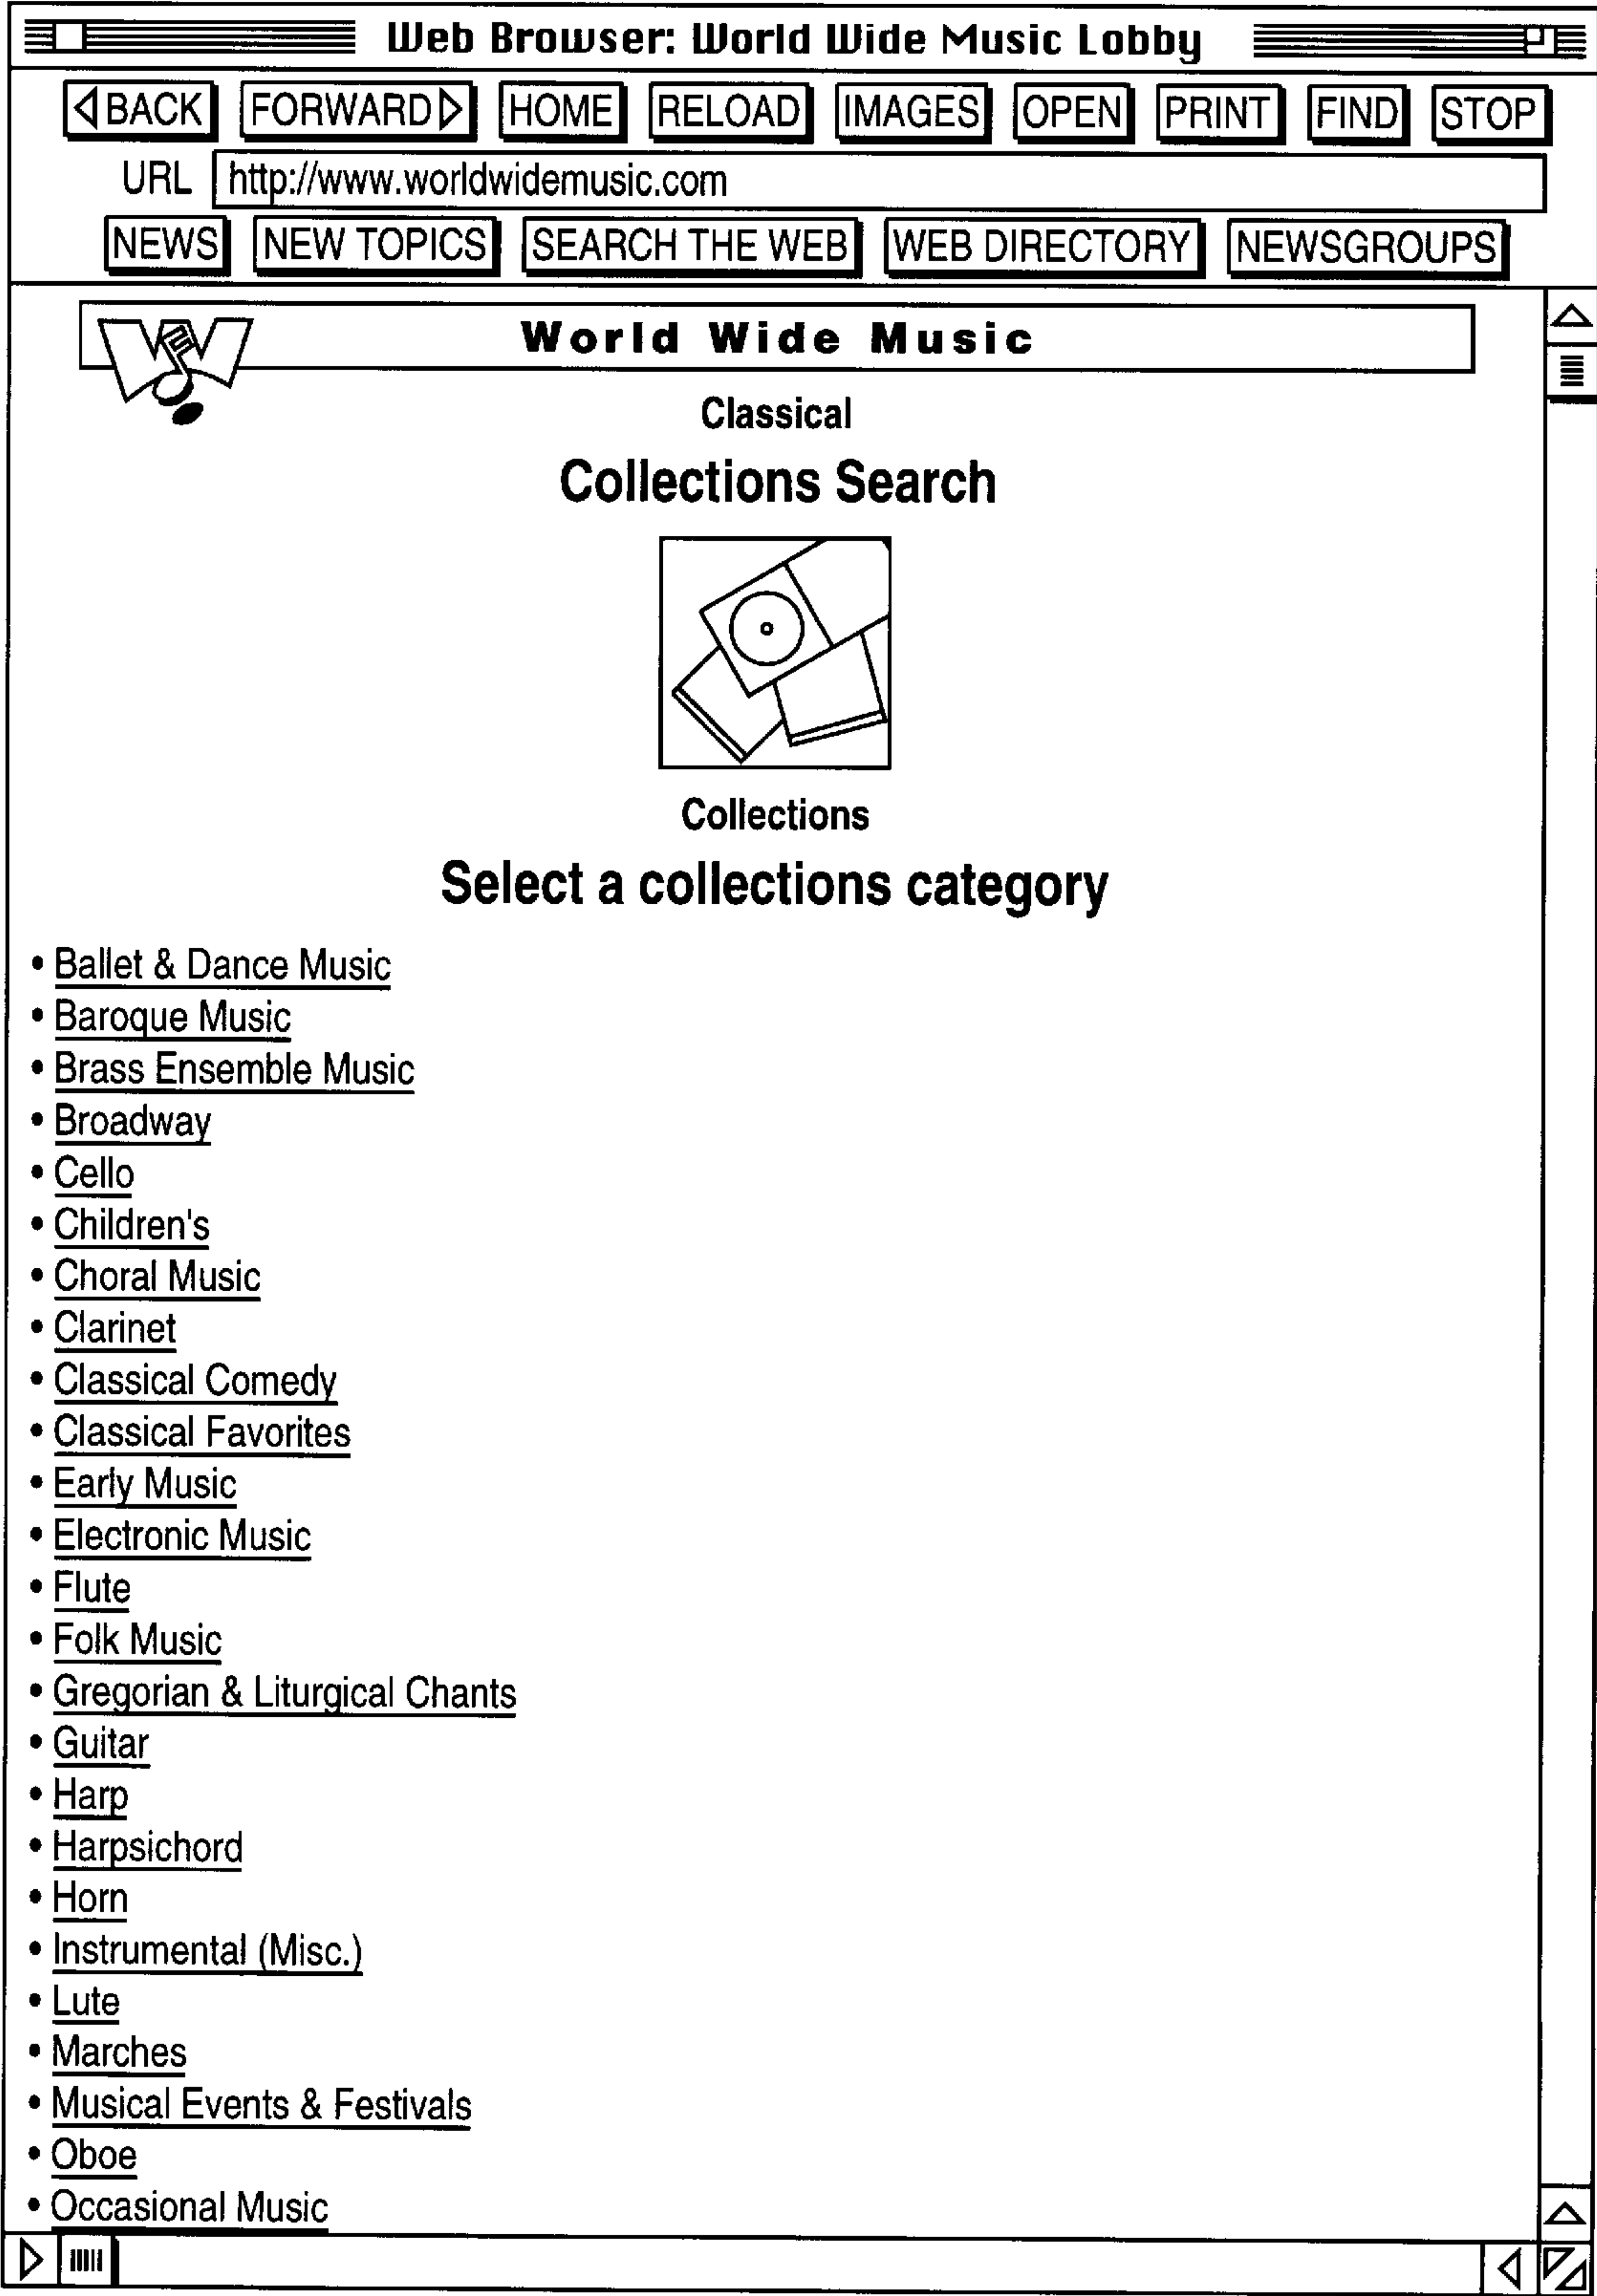 Web Browser: World Wide Music Lobby
BACK FORWARD HOME RELOAD IMAGES OPEN PRINT FIND STOP
URL http://www.worldwidemusic.com
NEWS NEW TOPICS SEARCH THE WEB WEB DIRECTORY NEWSGROUPS
World Wide Music
Classical
Collections Search
Collections
Select a collections category
• Ballet & Dance Music
• Baroque Music
• Brass Ensemble Music
• Broadway
• Cello
• Children's
• Choral Music
• Clarinet
• Classical Comedy
• Classical Favorites
• Early Music
• Electronic Music
• Flute
• Folk Music
• Gregorian & Liturgical Chants
• Guitar
• Harp
• Harpsichord
• Horn
• Instrumental (Misc.)
• Lute
• Marches
• Musical Events & Festivals
• Oboe
• Occasional Music